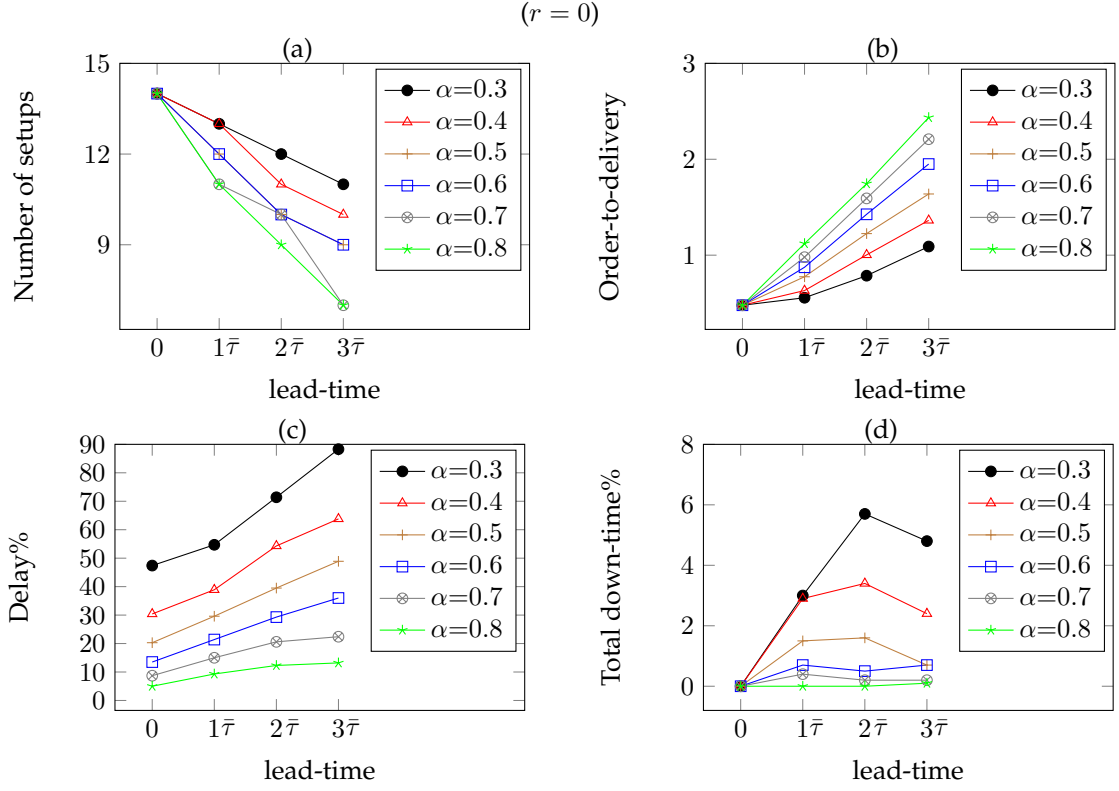 (r = 0)
(a)
Number of setups
15
12
9
0
1τ̄
2τ̄
3τ̄
lead-time
α=0.3
α=0.4
α=0.5
α=0.6
α=0.7
α=0.8
(b)
Order-to-delivery
3
2
1
0
1τ̄
2τ̄
3τ̄
lead-time
α=0.3
α=0.4
α=0.5
α=0.6
α=0.7
α=0.8
(c)
Delay%
90
80
70
60
50
40
30
20
10
0
0
1τ̄
2τ̄
3τ̄
lead-time
α=0.3
α=0.4
α=0.5
α=0.6
α=0.7
α=0.8
(d)
Total down-time%
8
6
4
2
0
0
1τ̄
2τ̄
3τ̄
lead-time
α=0.3
α=0.4
α=0.5
α=0.6
α=0.7
α=0.8